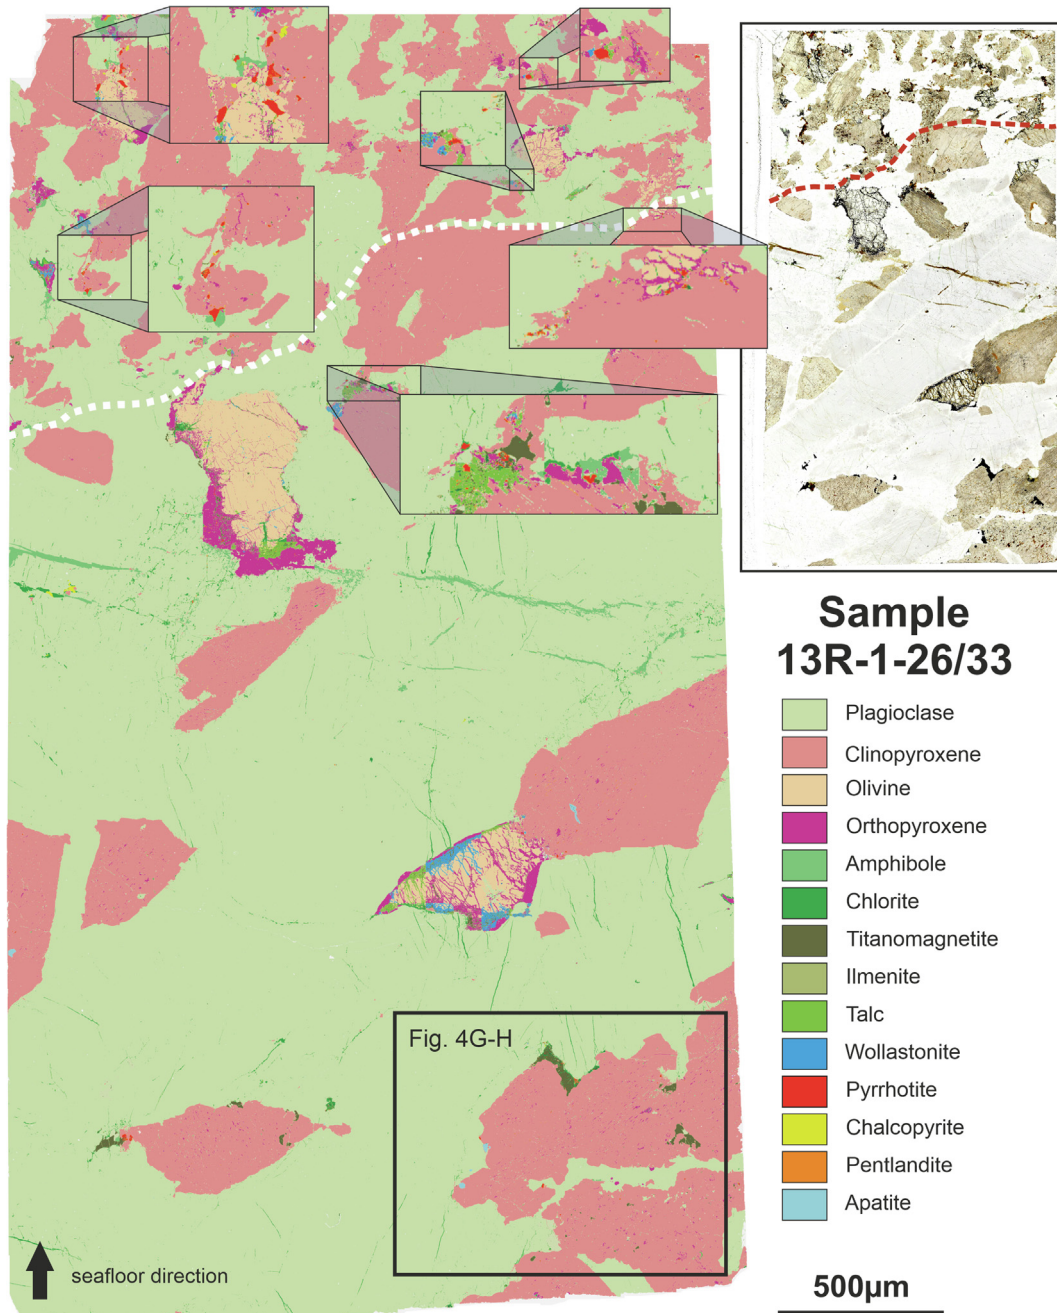 Sample
13R-1-26/33
Plagioclase
Clinopyroxene
Olivine
Orthopyroxene
Amphibole
Chlorite
Titanomagnetite
Ilmenite
Talc
Wollastonite
Pyrrhotite
Chalcopyrite
Pentlandite
Apatite
Fig. 4G-H
seafloor direction
500µm